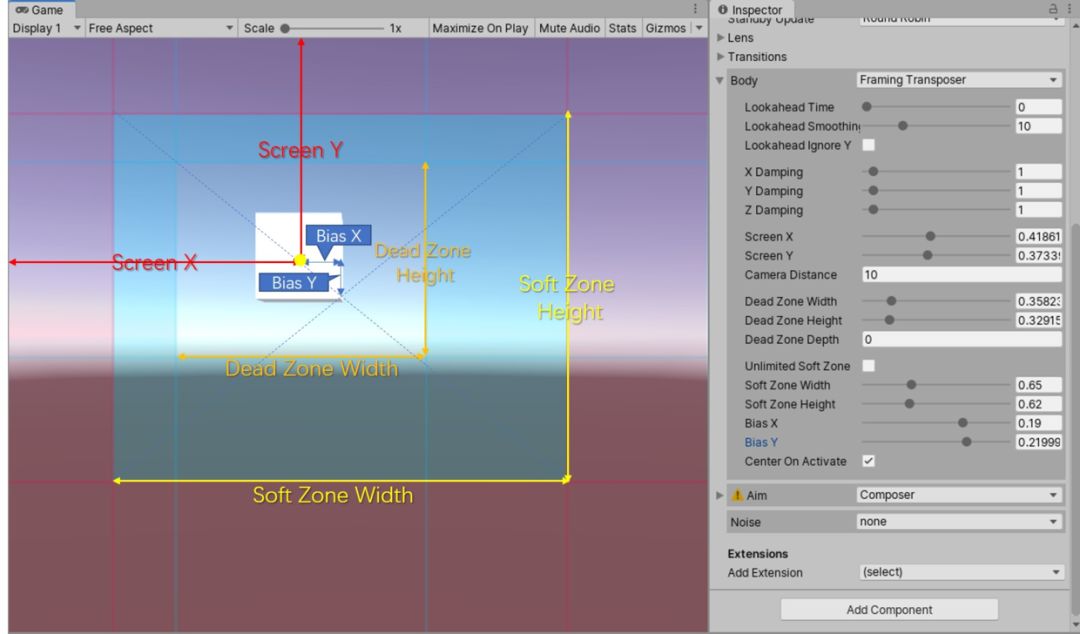 Game
Display 1
Free Aspect
Scale
1x
Maximize On Play
Mute Audio
Stats
Gizmos
Screen Y
Bias X
Dead Zone
Height
Screen X
Bias Y
Soft Zone
Height
Dead Zone Width
Soft Zone Width
Inspector
Standby Update
Round Robin
Lens
Transitions
Body
Framing Transposer
Lookahead Time
0
Lookahead Smoothing
10
Lookahead Ignore Y
X Damping
1
Y Damping
1
Z Damping
1
Screen X
0.41861
Screen Y
0.3733
Camera Distance
10
Dead Zone Width
0.3582
Dead Zone Height
0.32915
Dead Zone Depth
0
Unlimited Soft Zone
Soft Zone Width
0.65
Soft Zone Height
0.62
Bias X
0.19
Bias Y
0.21999
Center On Activate
Aim
Composer
Noise
none
Extensions
Add Extension
(select)
Add Component